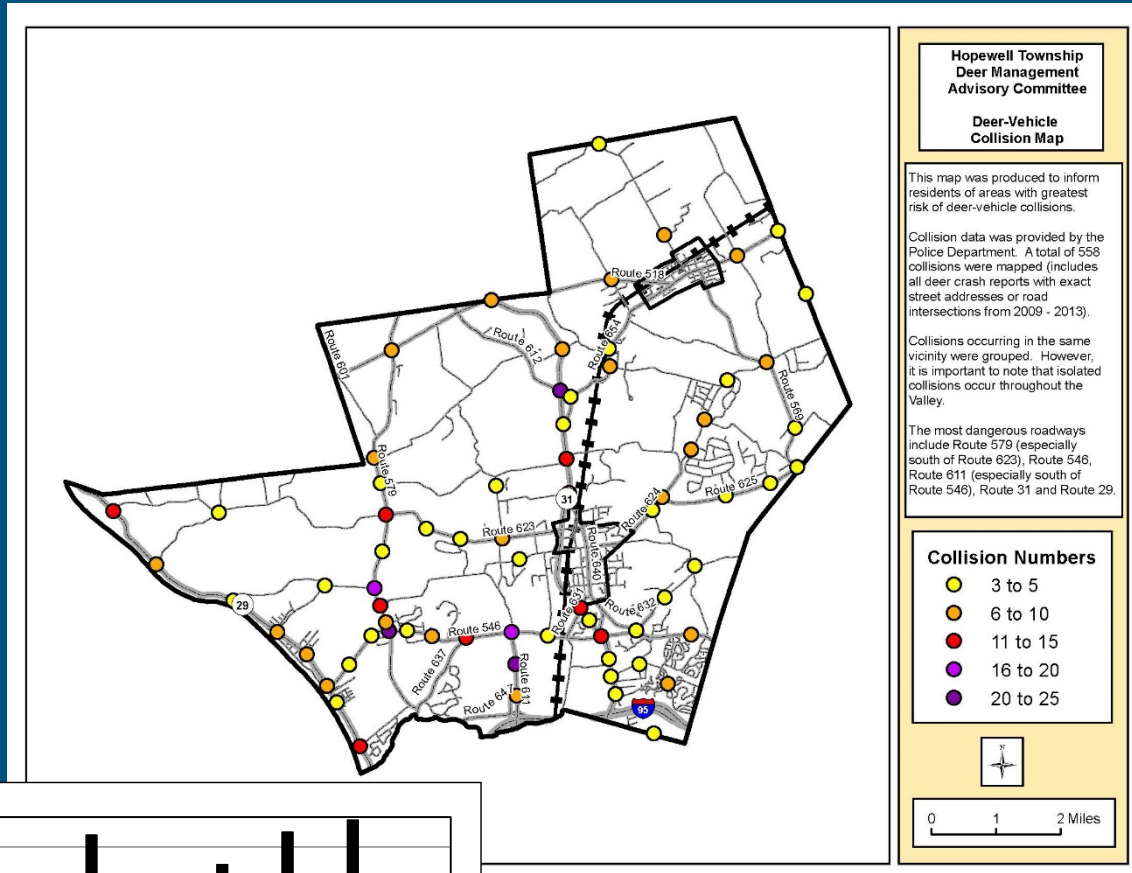 Hopewell Township
Deer Management
Advisory Committee
Deer-Vehicle
Collision Map
This map was produced to inform
residents of areas with greatest
risk of deer-vehicle collisions.
Collision data was provided by the
Police Department. A total of 558
collisions were mapped (includes
all deer crash reports with exact
street addresses or road
intersections from 2009 - 2013).
Collisions occurring in the same
vicinity were grouped. However,
it is important to note that isolated
collisions occur throughout the
Valley.
The most dangerous roadways
include Route 579 (especially
south of Route 623), Route 546,
Route 611 (especially south of
Route 546), Route 31 and Route 29.
Collision Numbers
3 to 5
6 to 10
11 to 15
16 to 20
20 to 25
N
0 1 2 Miles
Route 518
Route 654
Route 612
Route 601
Route 569
Route 579
Route 625
31
Route 624
Route 623
Route 640
29
Route 631
Route 632
Route 546
Route 637
Route 611
Route 647
95